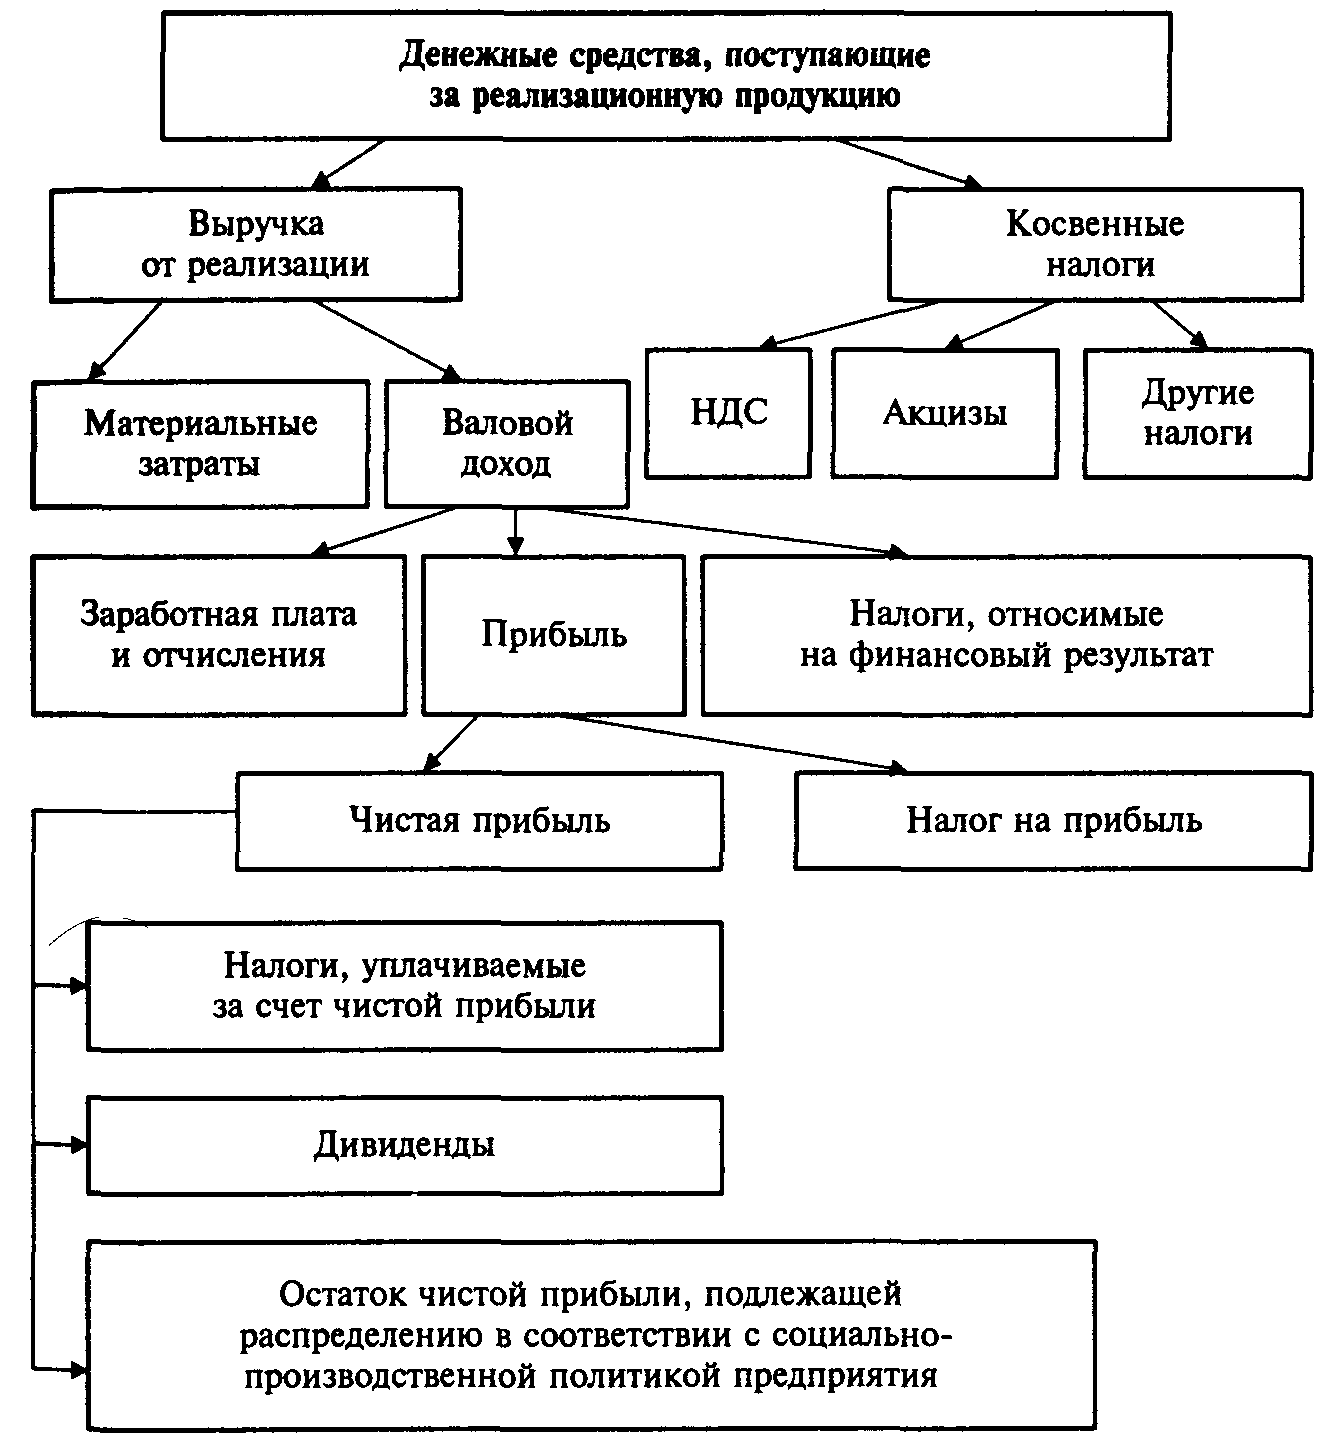 Денежные средства, поступающие
за реализационную продукцию
Выручка
от реализации
Косвенные
налоги
Материальные
затраты
Валовой
доход
НДС
Акцизы
Другие
налоги
Заработная плата
и отчисления
Прибыль
Налоги, относимые
на финансовый результат
Чистая прибыль
Налог на прибыль
Налоги, уплачиваемые
за счет чистой прибыли
Дивиденды
Остаток чистой прибыли, подлежащей
распределению в соответствии с социально-
производственной политикой предприятия